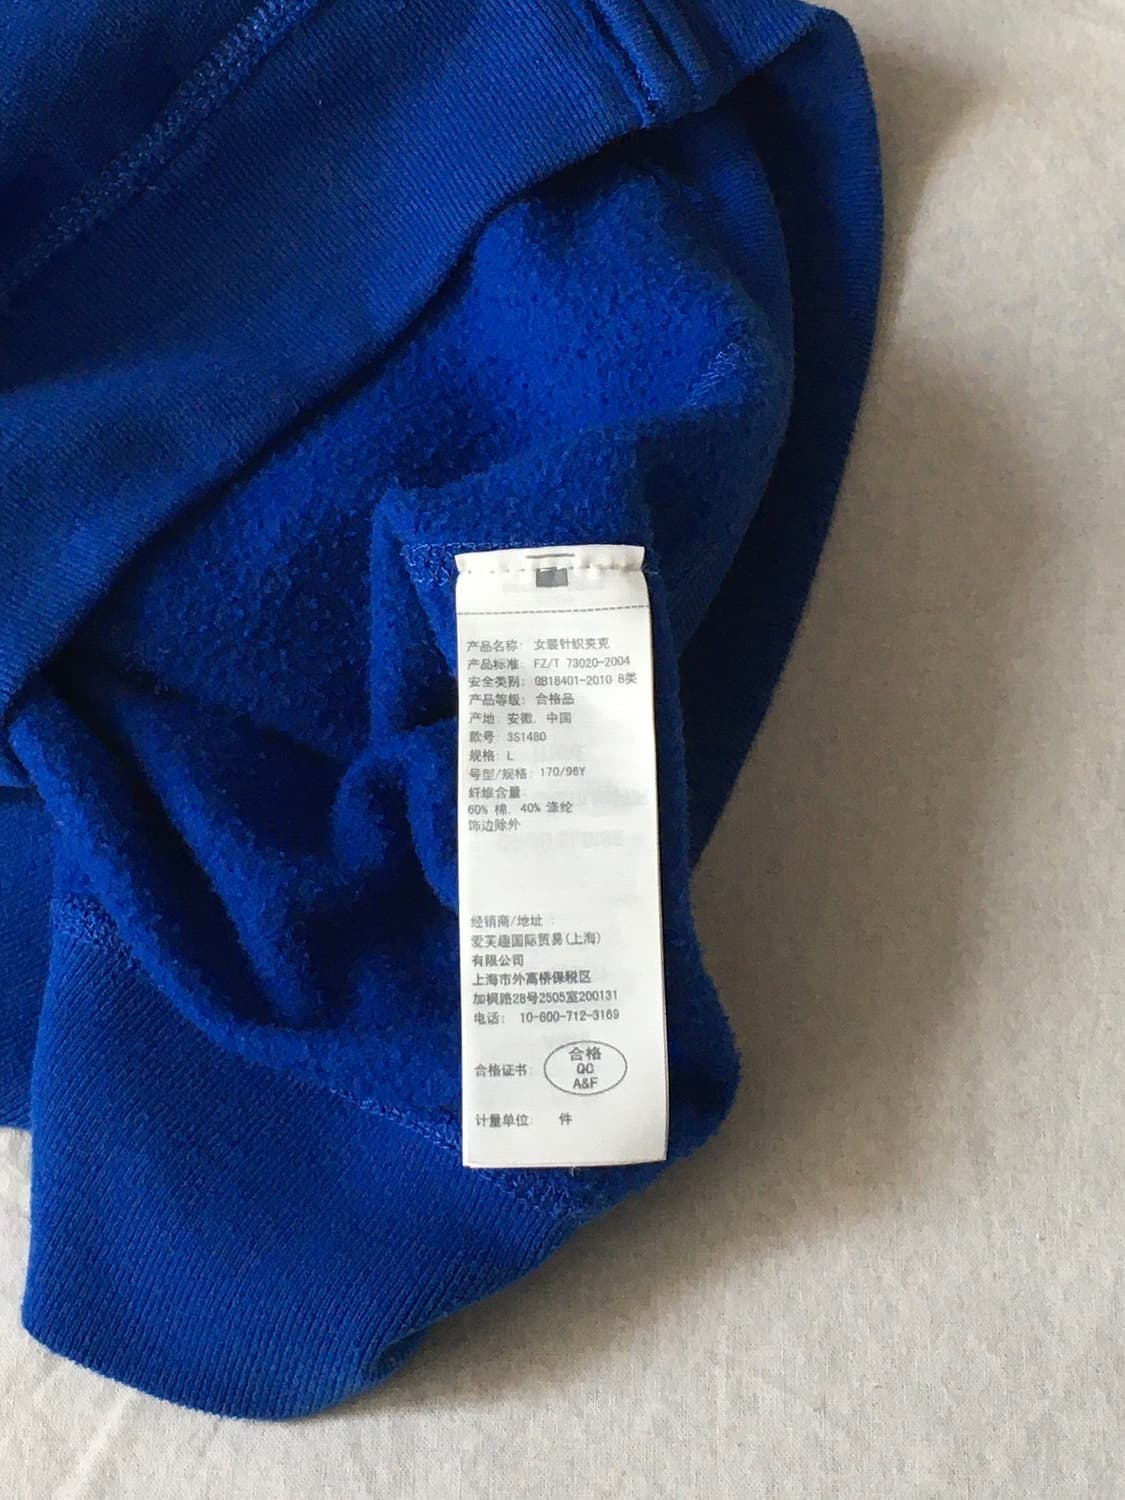 产品名称: 女装针织夹克
产品标准: FZ/T 73020-2004
安全类别: GB18401-2010 B类
产品等级: 合格品
产地: 安徽. 中国
款号: 3S1480
规格: L
号型/规格: 170/96Y
纤维含量:
60% 棉. 40% 涤纶
饰边除外
经销商/地址 :
爱芙趣国际贸易(上海)
有限公司
上海市外高桥保税区
加枫路28号2505室200131
电话: 10-800-712-3169
合格证书:
合格
QC
A&F
计量单位: 件